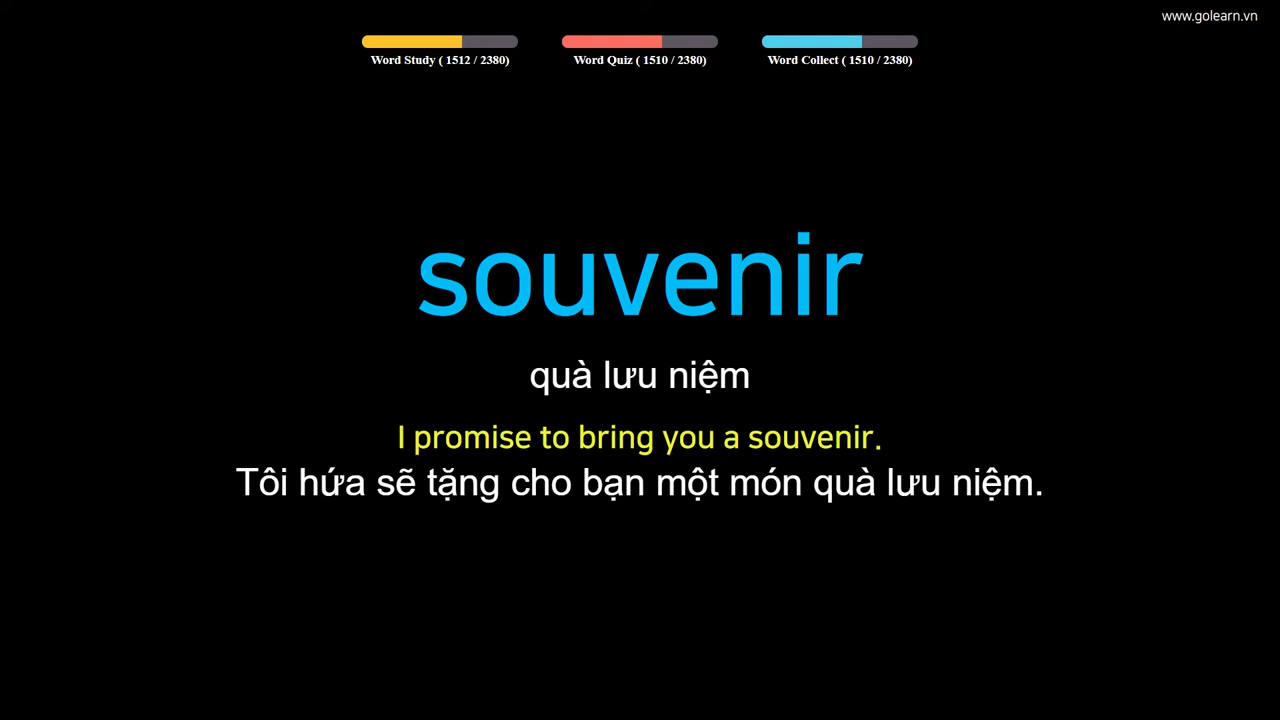 www.golearn.vn
Word Study ( 1512 / 2380) Word Quiz ( 1510 / 2380) Word Collect ( 1510 / 2380)
souvenir
quà lưu niệm
I promise to bring you a souvenir.
Tôi hứa sẽ tặng cho bạn một món quà lưu niệm.